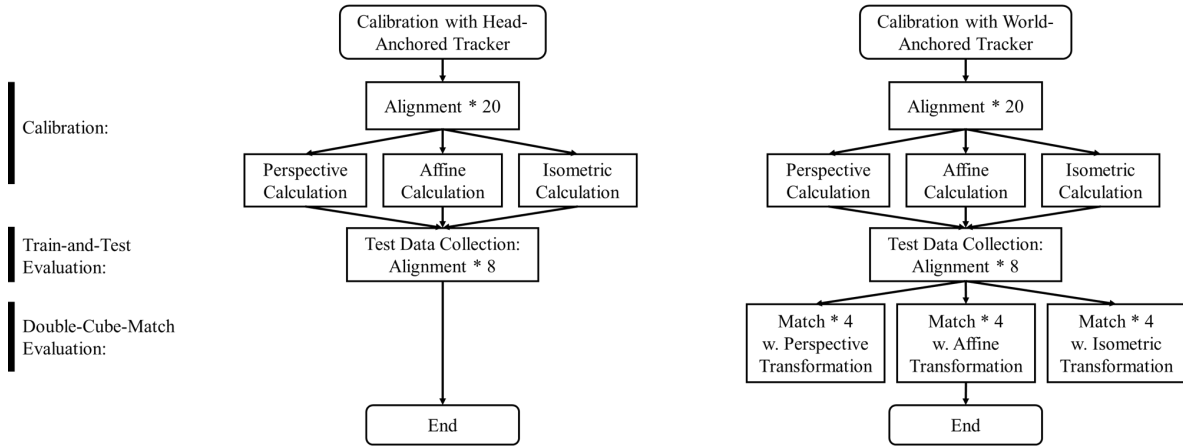 Calibration with Head-
Anchored Tracker
Calibration with World-
Anchored Tracker
Calibration:
Alignment * 20
Alignment * 20
Perspective
Calculation
Affine
Calculation
Isometric
Calculation
Perspective
Calculation
Affine
Calculation
Isometric
Calculation
Train-and-Test
Evaluation:
Test Data Collection:
Alignment * 8
Test Data Collection:
Alignment * 8
Double-Cube-Match
Evaluation:
Match * 4
w. Perspective
Transformation
Match * 4
w. Affine
Transformation
Match * 4
w. Isometric
Transformation
End
End